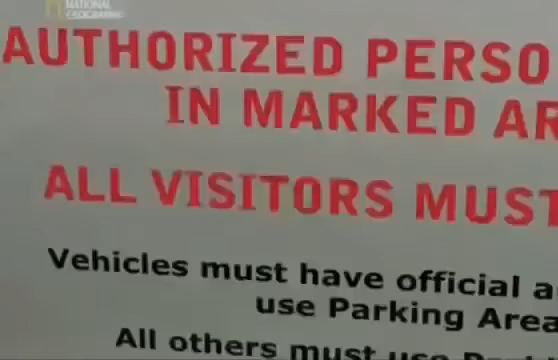 NATIONAL
GEOGRAPHIC
AUTHORIZED PERSO
IN MARKED AR
ALL VISITORS MUST
Vehicles must have official a
use Parking Area
All others must use